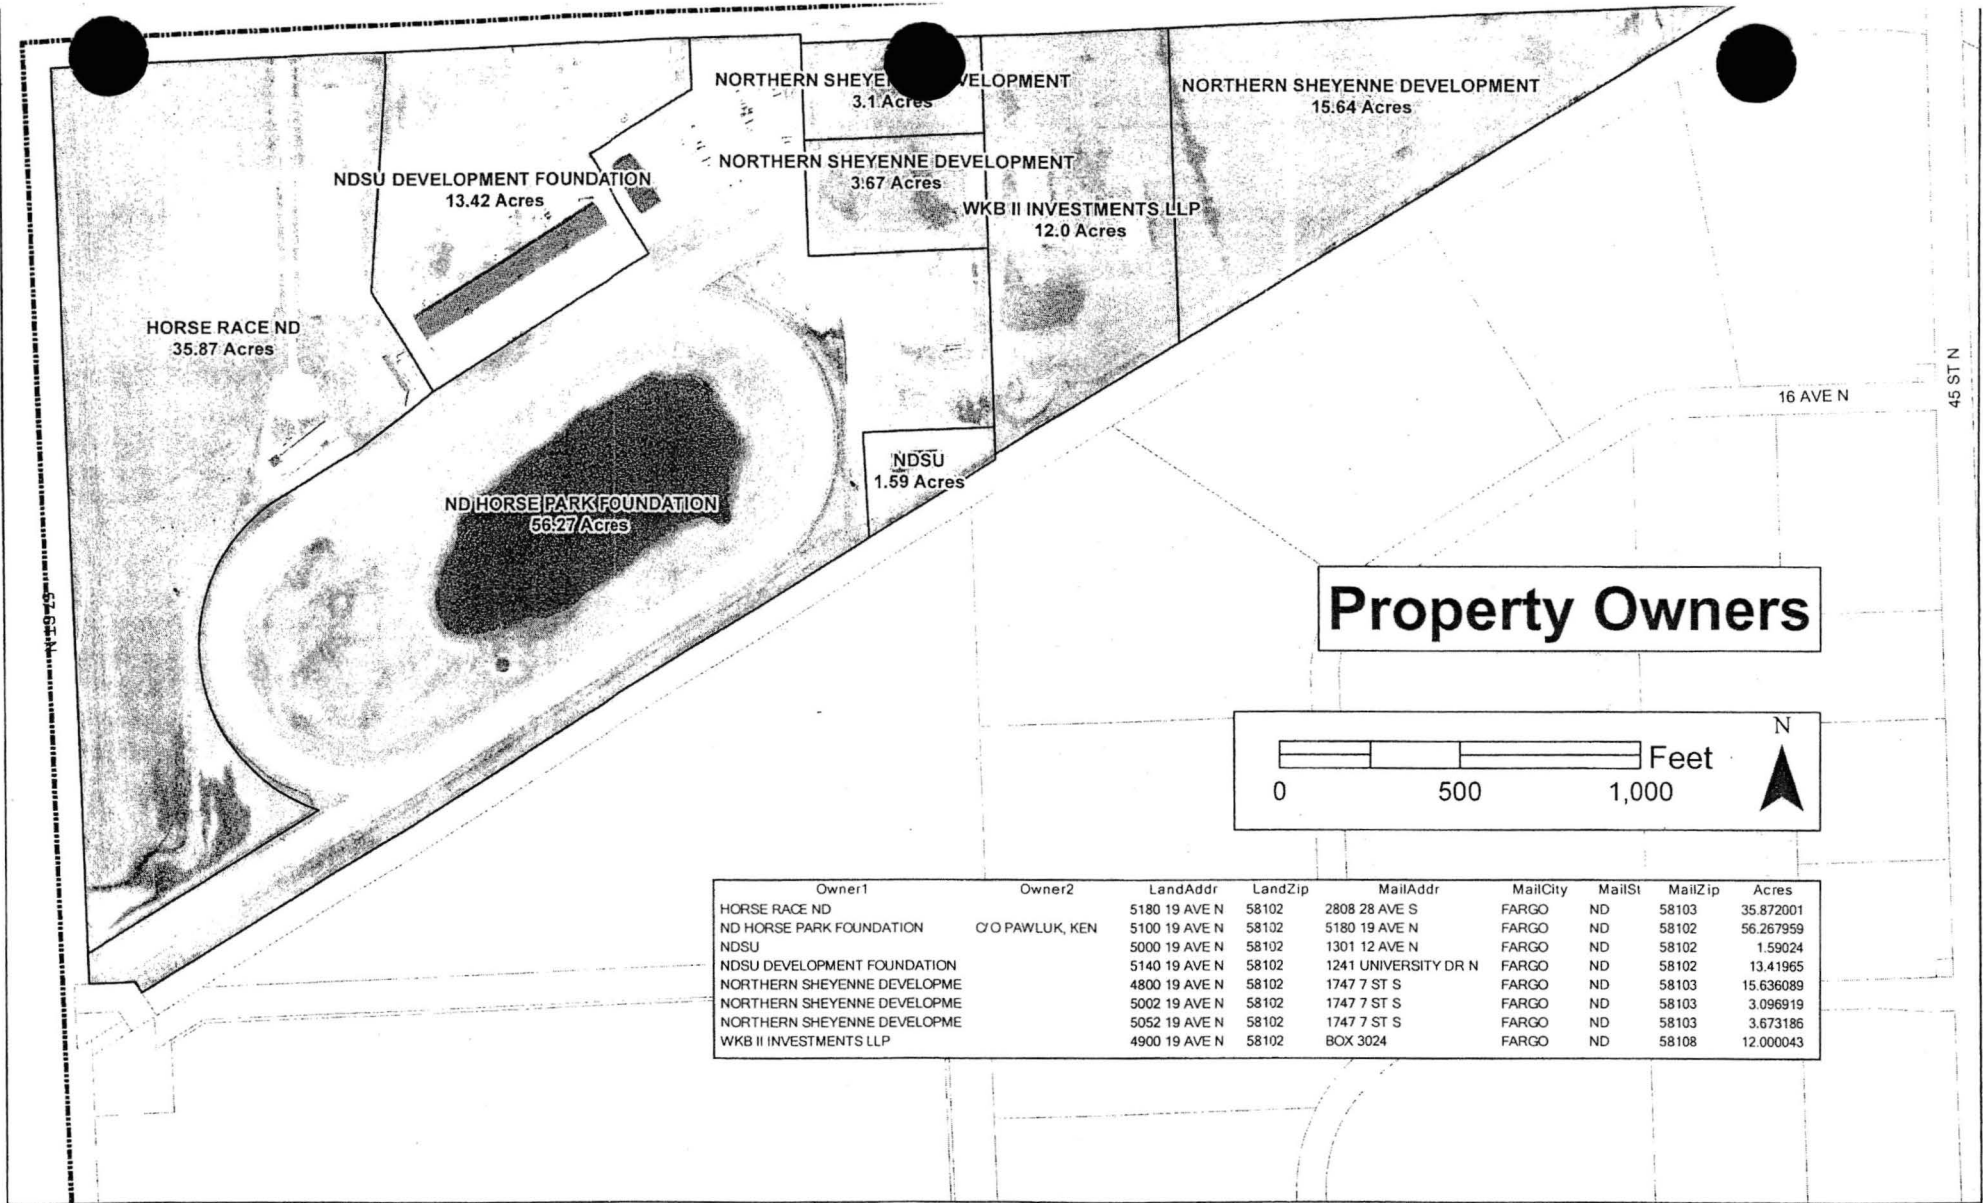 NORTHERN SHEYE VELOPMENT
3.1 Acres
NORTHERN SHEYENNE DEVELOPMENT
15.64 Acres
NORTHERN SHEYENNE DEVELOPMENT
3.67 Acres
NDSU DEVELOPMENT FOUNDATION
13.42 Acres
WKB II INVESTMENTS LLP
12.0 Acres
HORSE RACE ND
35.87 Acres
16 AVE N
45 ST N
NDSU
1.59 Acres
ND HORSE PARK FOUNDATION
56.27 Acres
Property Owners
N
Feet
0 500 1,000
Owner1 Owner2 LandAddr LandZip MailAddr MailCity MailSt MailZip Acres
HORSE RACE ND 5180 19 AVE N 58102 2808 28 AVE S FARGO ND 58103 35.872001
ND HORSE PARK FOUNDATION C/O PAWLUK, KEN 5100 19 AVE N 58102 5180 19 AVE N FARGO ND 58102 56.267959
NDSU 5000 19 AVE N 58102 1301 12 AVE N FARGO ND 58102 1.59024
NDSU DEVELOPMENT FOUNDATION 5140 19 AVE N 58102 1241 UNIVERSITY DR N FARGO ND 58102 13.41965
NORTHERN SHEYENNE DEVELOPME 4800 19 AVE N 58102 1747 7 ST S FARGO ND 58103 15.636089
NORTHERN SHEYENNE DEVELOPME 5002 19 AVE N 58102 1747 7 ST S FARGO ND 58103 3.096919
NORTHERN SHEYENNE DEVELOPME 5052 19 AVE N 58102 1747 7 ST S FARGO ND 58103 3.673186
WKB II INVESTMENTS LLP 4900 19 AVE N 58102 BOX 3024 FARGO ND 58108 12.000043